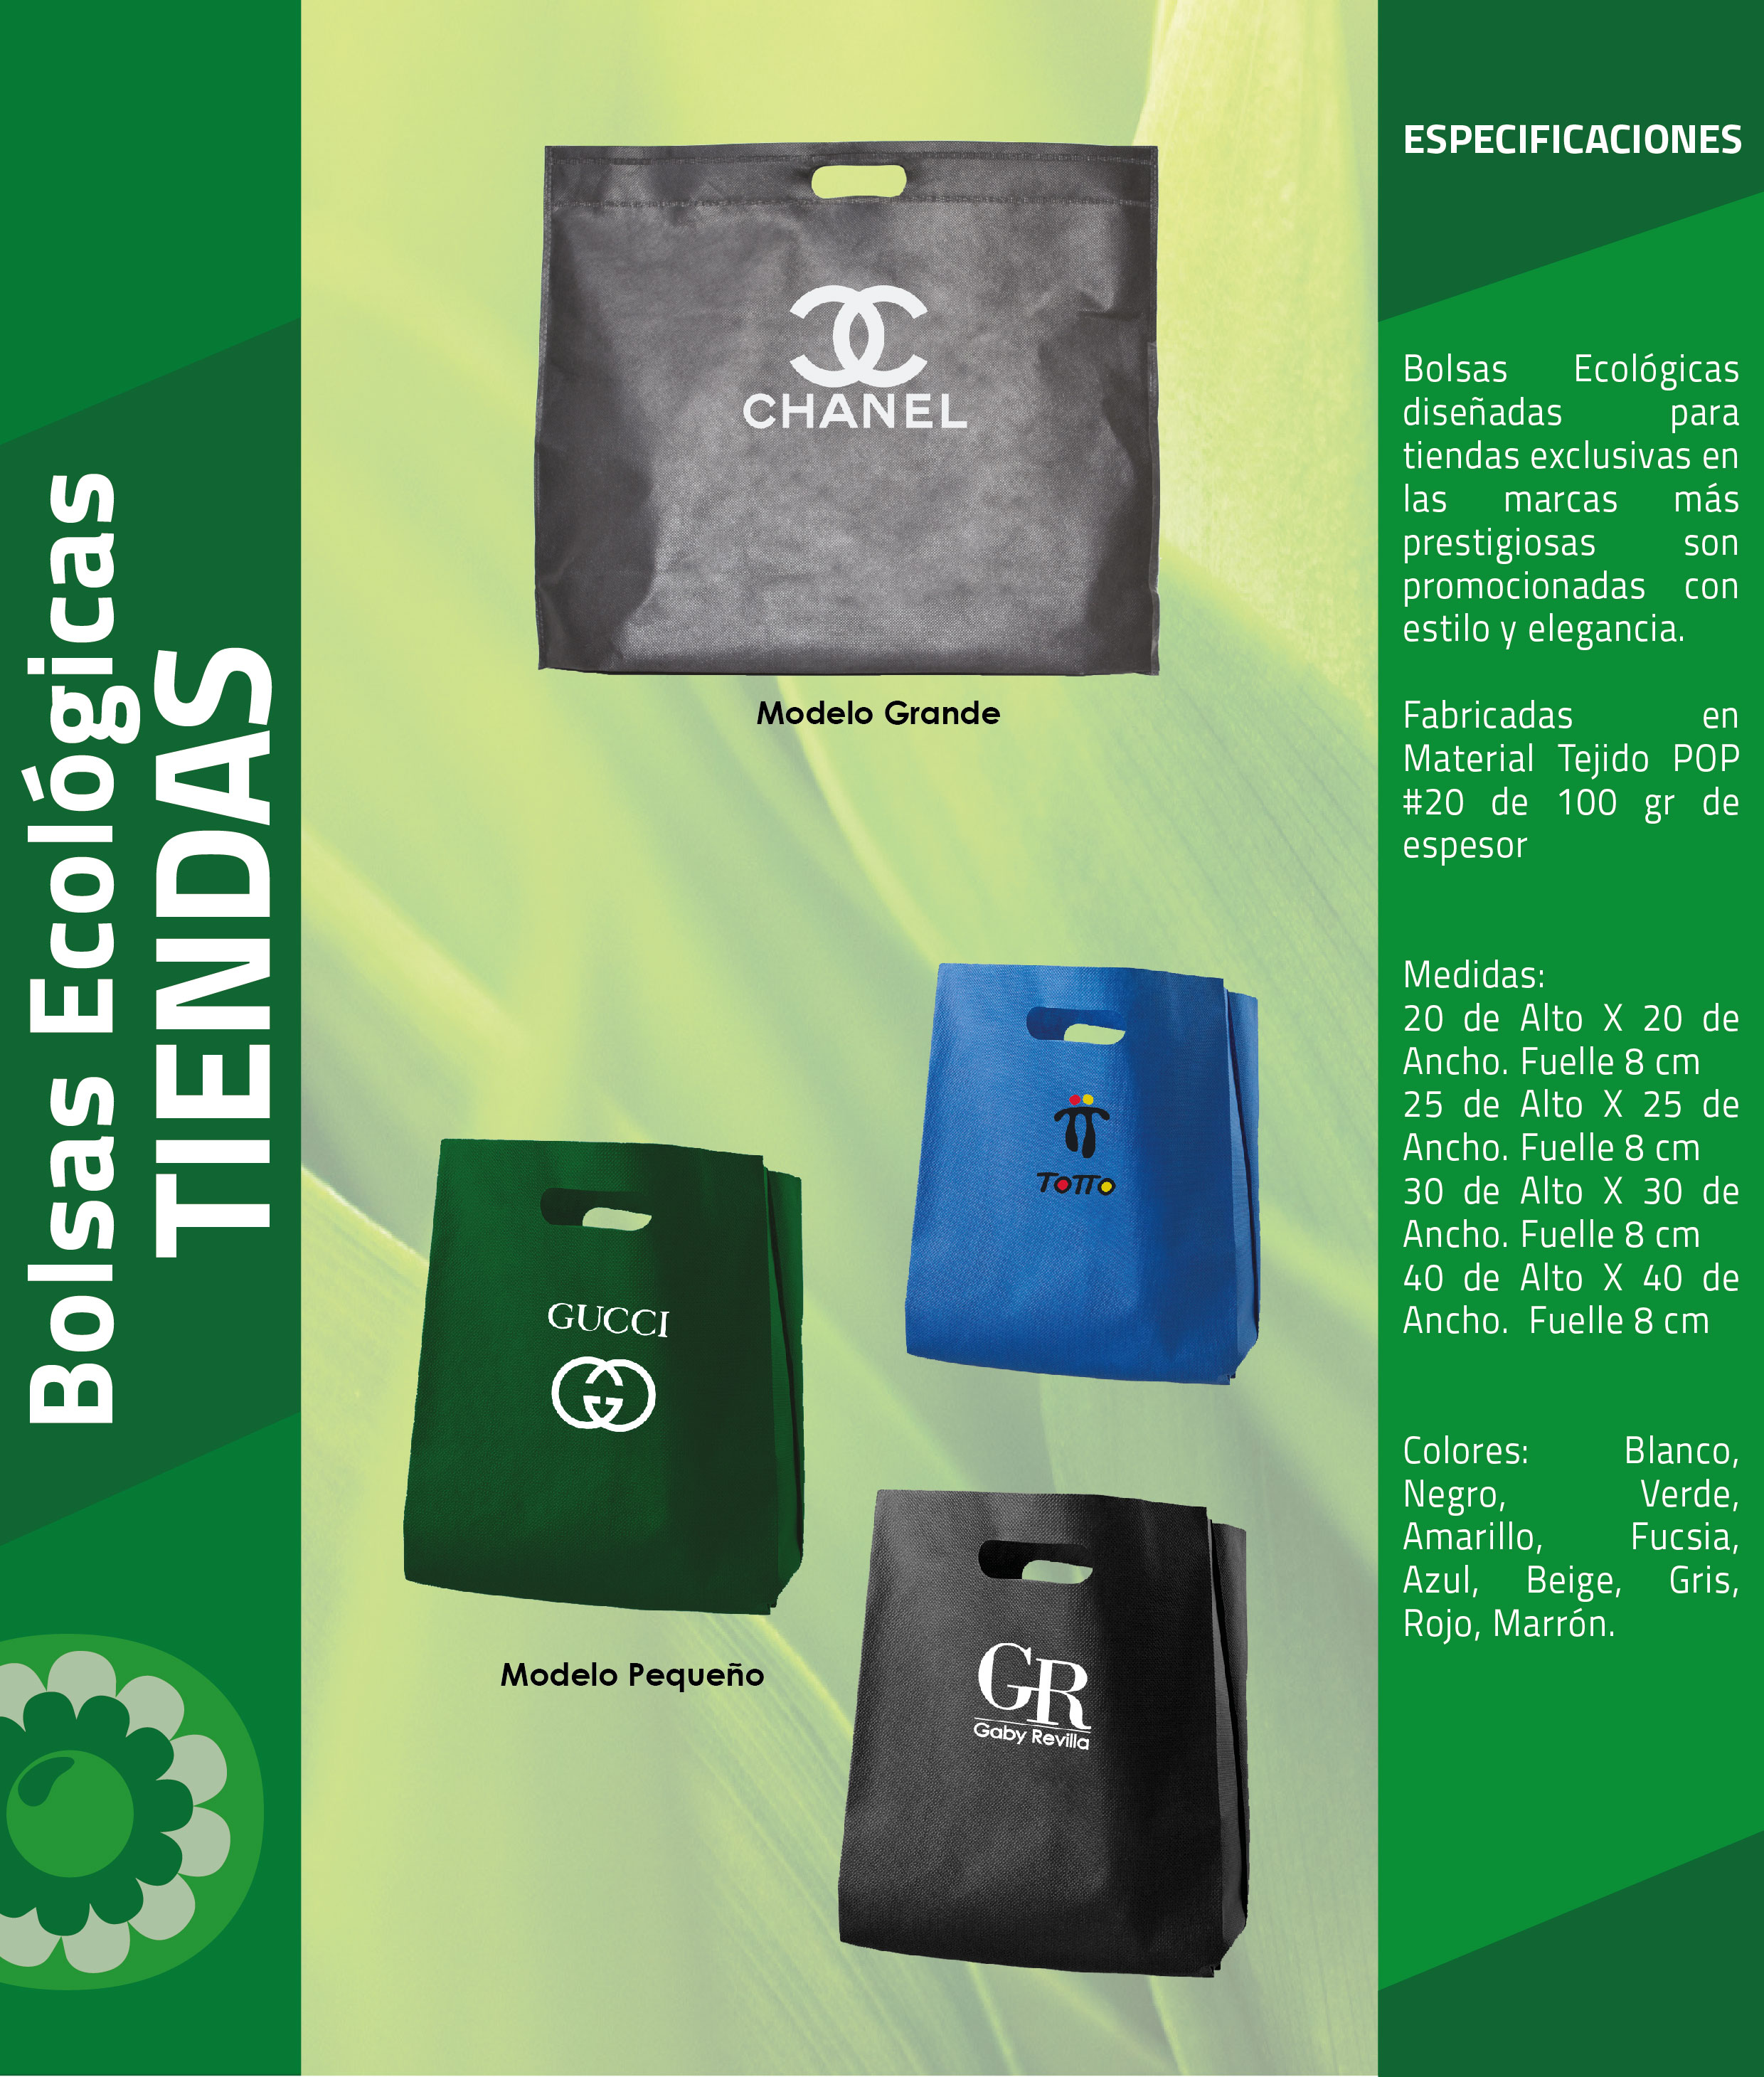 Bolsas Ecológicas
TIENDAS
CHANEL
Modelo Grande
TOTTO
GUCCI
Modelo Pequeño
GR
Gaby Revilla
ESPECIFICACIONES
Bolsas Ecológicas
diseñadas para
tiendas exclusivas en
las marcas más
prestigiosas son
promocionadas con
estilo y elegancia.
Fabricadas en
Material Tejido POP
#20 de 100 gr de
espesor
Medidas:
20 de Alto X 20 de
Ancho. Fuelle 8 cm
25 de Alto X 25 de
Ancho. Fuelle 8 cm
30 de Alto X 30 de
Ancho. Fuelle 8 cm
40 de Alto X 40 de
Ancho. Fuelle 8 cm
Colores: Blanco,
Negro, Verde,
Amarillo, Fucsia,
Azul, Beige, Gris,
Rojo, Marrón.